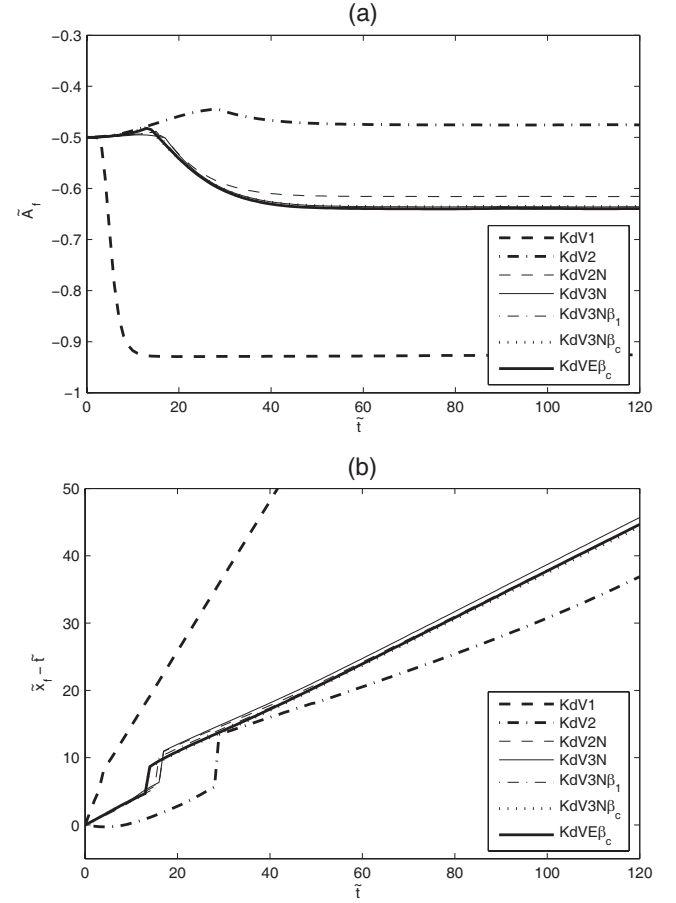 (a)
−0.3
−0.4
−0.5
−0.6
−0.7
−0.8
−0.9
−1
Ã_f
KdV1
KdV2
KdV2N
KdV3N
KdV3Nβ₁
KdV3Nβ_c
KdVEβ_c
0 20 40 60 80 100 120
t̃
(b)
50
40
30
20
10
0
x̃_f − t̃
KdV1
KdV2
KdV2N
KdV3N
KdV3Nβ₁
KdV3Nβ_c
KdVEβ_c
0 20 40 60 80 100 120
t̃